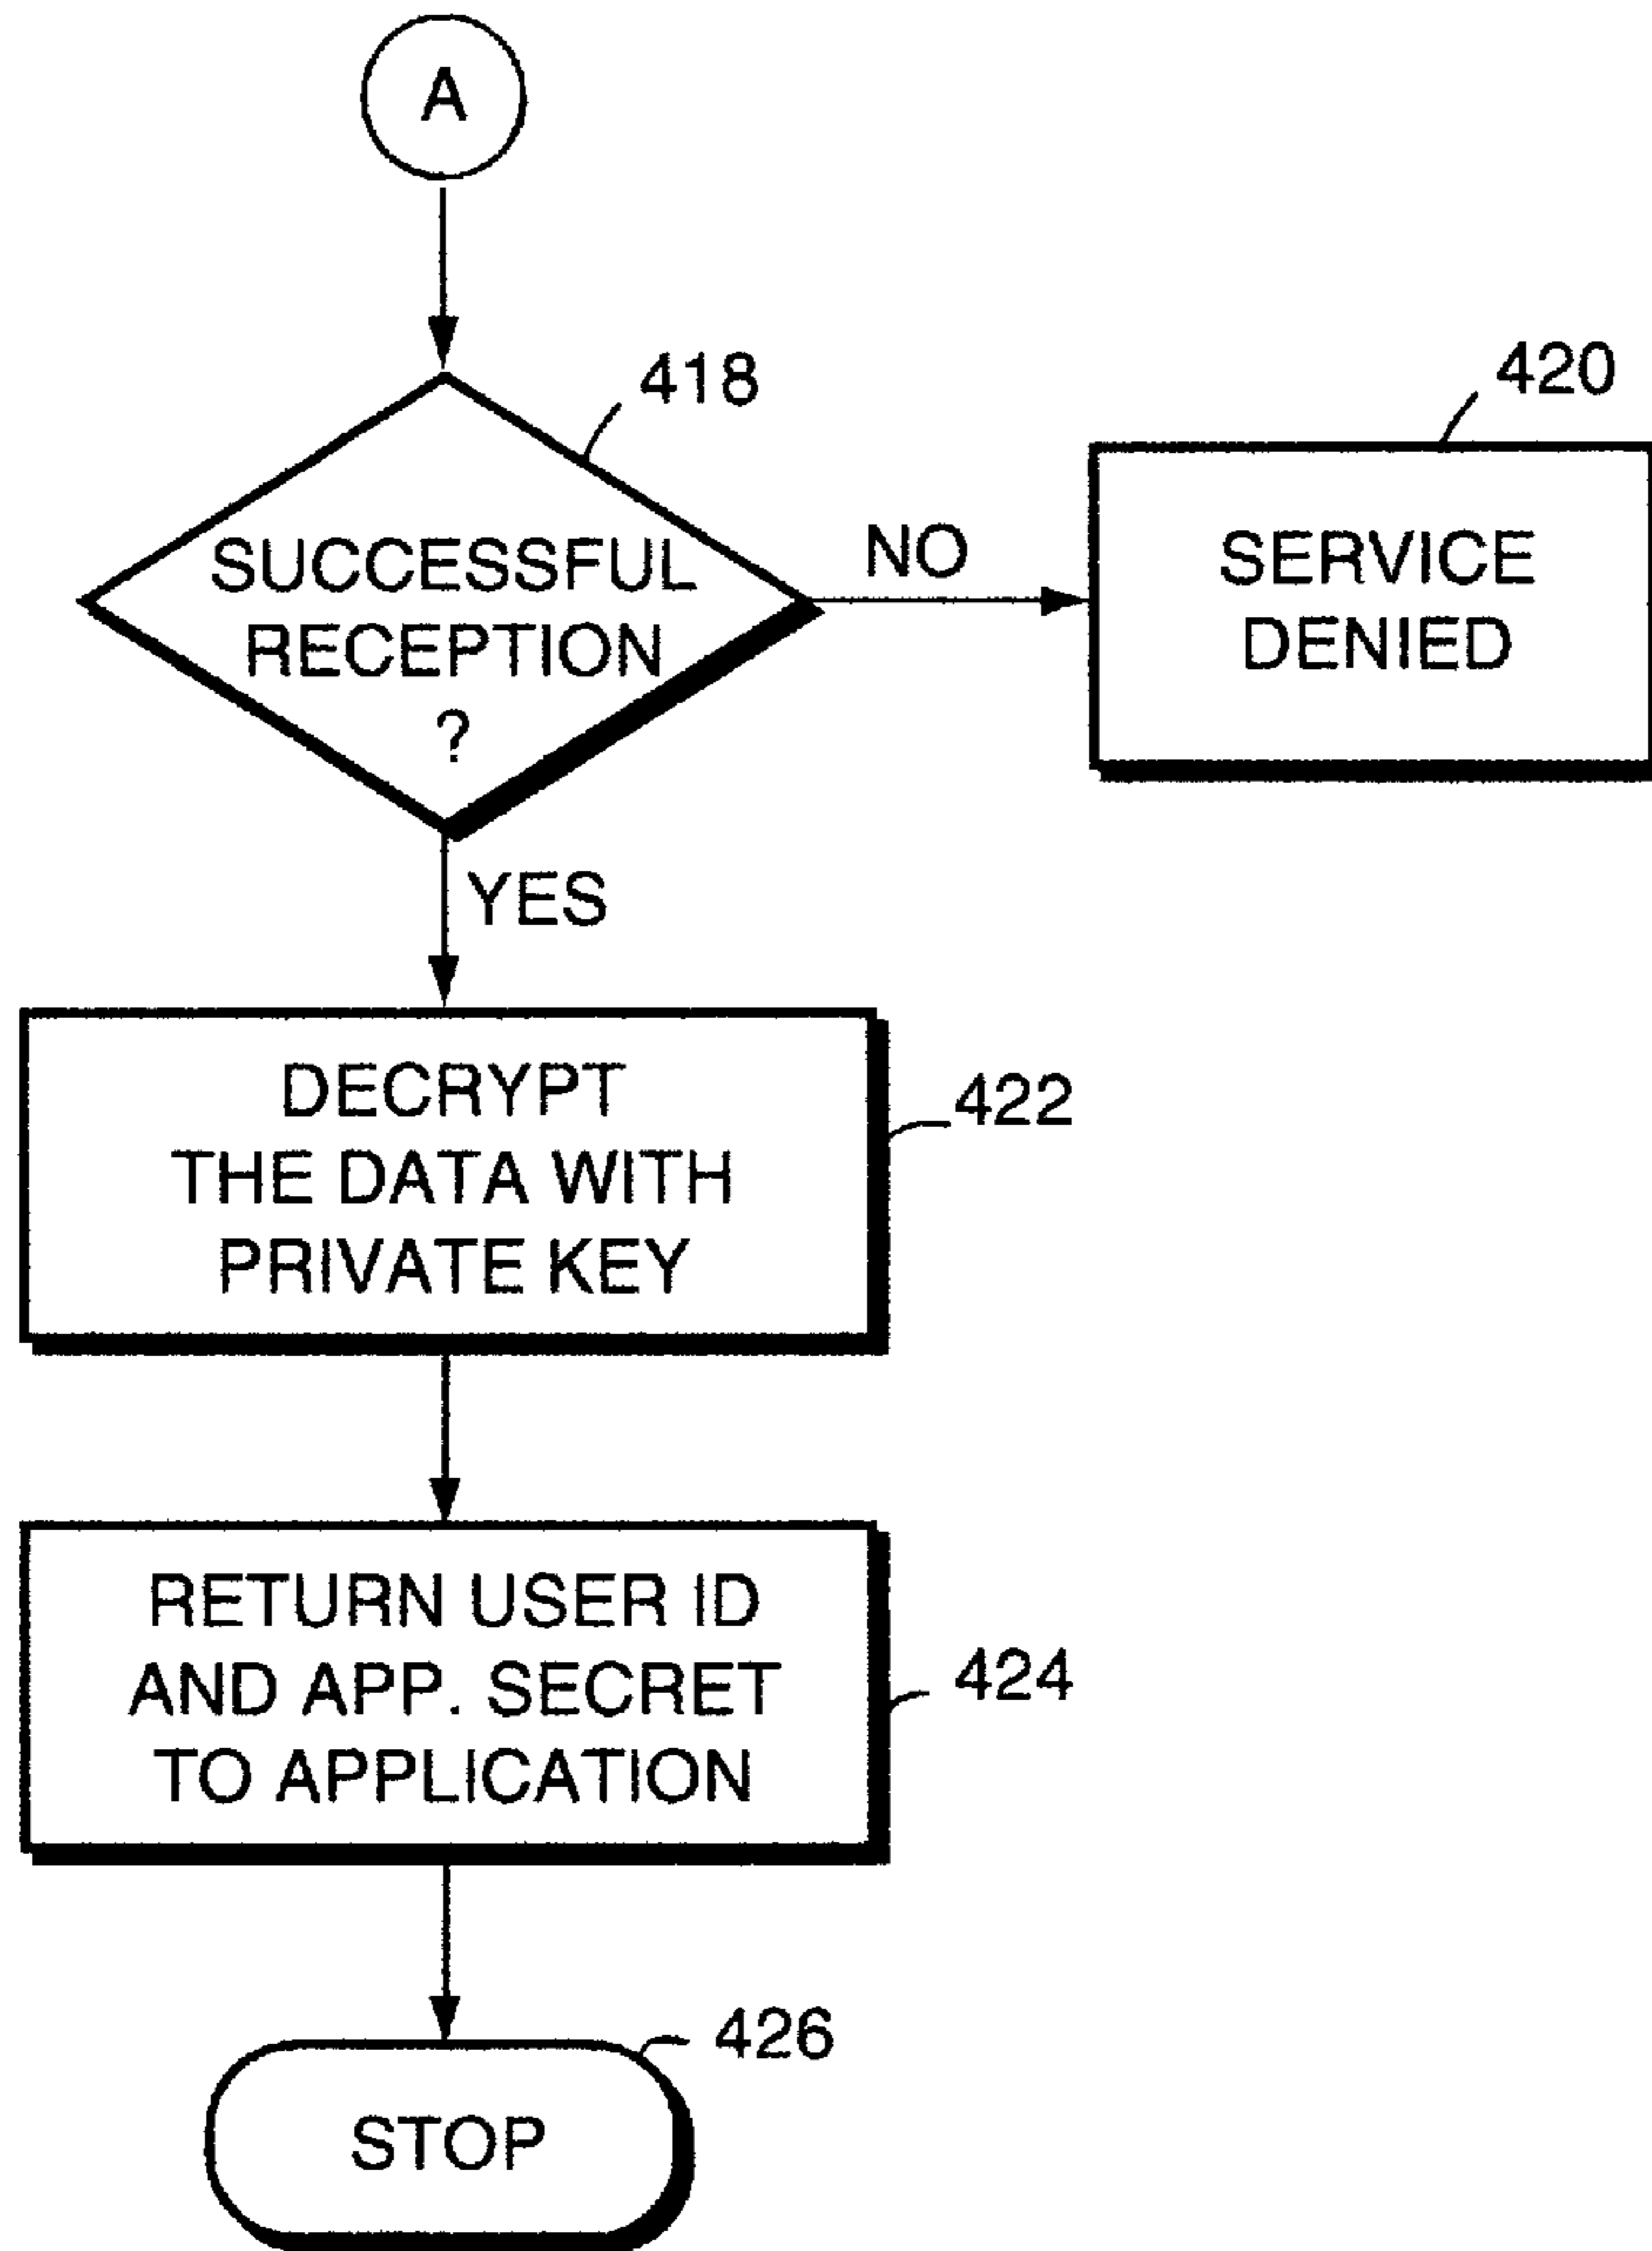 A
418
SUCCESSFUL
RECEPTION
?
NO
420
SERVICE
DENIED
YES
DECRYPT
THE DATA WITH
PRIVATE KEY
422
RETURN USER ID
AND APP. SECRET
TO APPLICATION
424
426
STOP